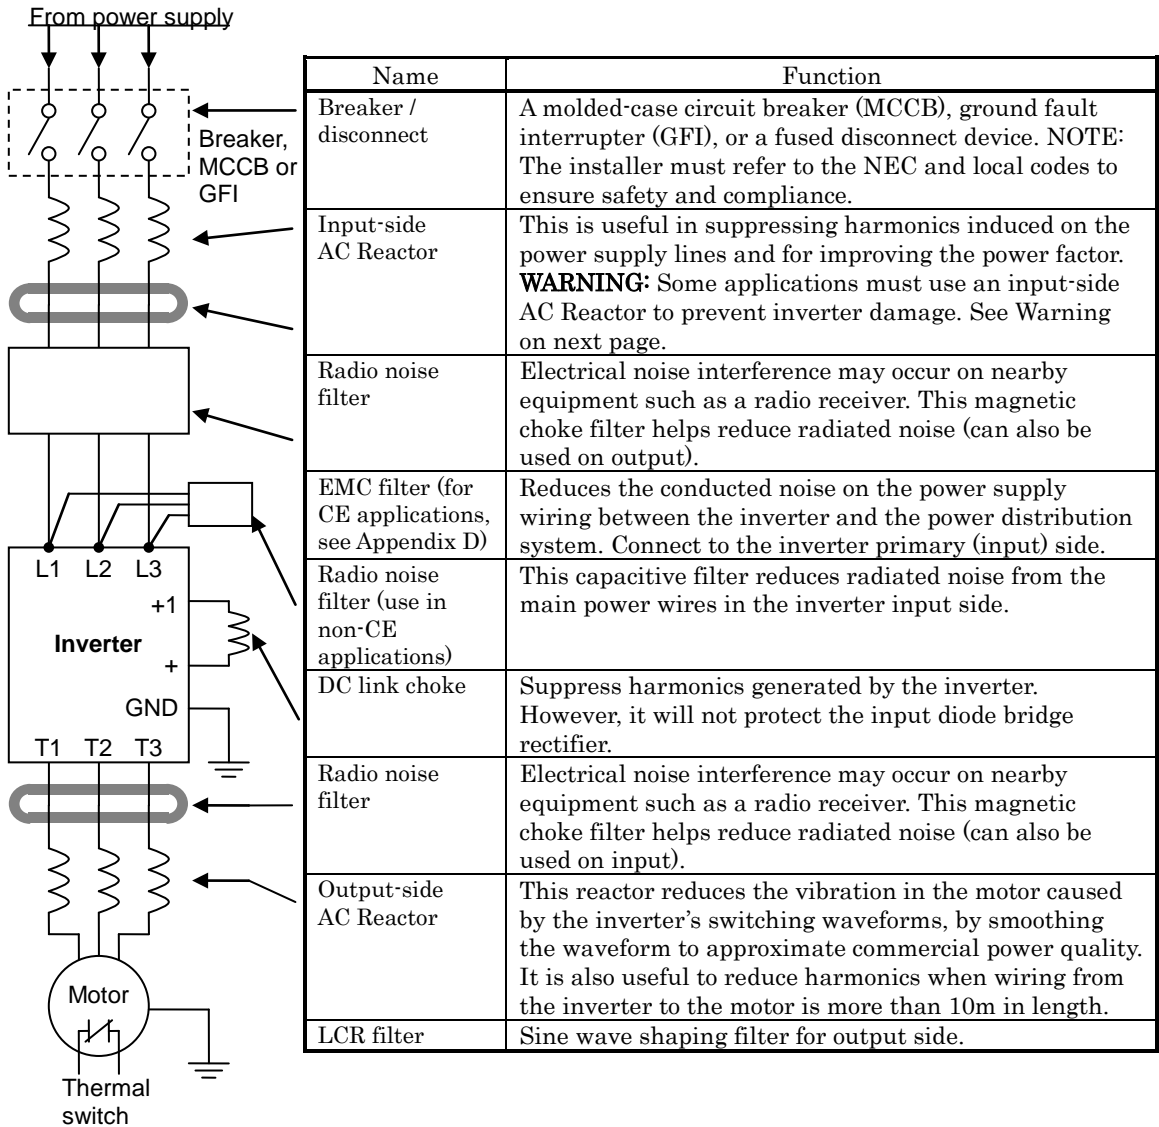 From power supply
Breaker,
MCCB or
GFI
L1 L2 L3
+1
Inverter
+
GND
T1 T2 T3
Motor
Thermal
switch
Name Function
Breaker / A molded-case circuit breaker (MCCB), ground fault
disconnect interrupter (GFI), or a fused disconnect device. NOTE:
The installer must refer to the NEC and local codes to
ensure safety and compliance.
Input-side This is useful in suppressing harmonics induced on the
AC Reactor power supply lines and for improving the power factor.
WARNING: Some applications must use an input-side
AC Reactor to prevent inverter damage. See Warning
on next page.
Radio noise Electrical noise interference may occur on nearby
filter equipment such as a radio receiver. This magnetic
choke filter helps reduce radiated noise (can also be
used on output).
EMC filter (for Reduces the conducted noise on the power supply
CE applications, wiring between the inverter and the power distribution
see Appendix D) system. Connect to the inverter primary (input) side.
Radio noise This capacitive filter reduces radiated noise from the
filter (use in main power wires in the inverter input side.
non-CE
applications)
DC link choke Suppress harmonics generated by the inverter.
However, it will not protect the input diode bridge
rectifier.
Radio noise Electrical noise interference may occur on nearby
filter equipment such as a radio receiver. This magnetic
choke filter helps reduce radiated noise (can also be
used on input).
Output-side This reactor reduces the vibration in the motor caused
AC Reactor by the inverter's switching waveforms, by smoothing
the waveform to approximate commercial power quality.
It is also useful to reduce harmonics when wiring from
the inverter to the motor is more than 10m in length.
LCR filter Sine wave shaping filter for output side.